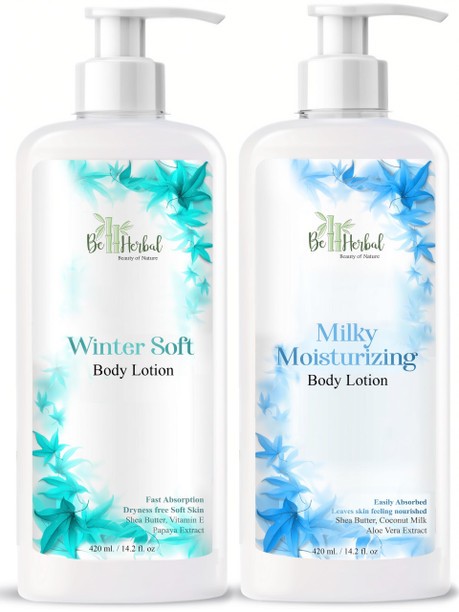 Be Herbal
Beauty of Nature
Winter Soft
Body Lotion
Fast Absorption
Dryness free Soft Skin
Shea Butter, Vitamin E
Papaya Extract
420 ml. / 14.2 fl. oz
Be Herbal
Beauty of Nature
Milky
Moisturizing
Body Lotion
Easily Absorbed
Leaves skin feeling nourished
Shea Butter, Coconut Milk
Aloe Vera Extract
420 ml. / 14.2 fl. oz